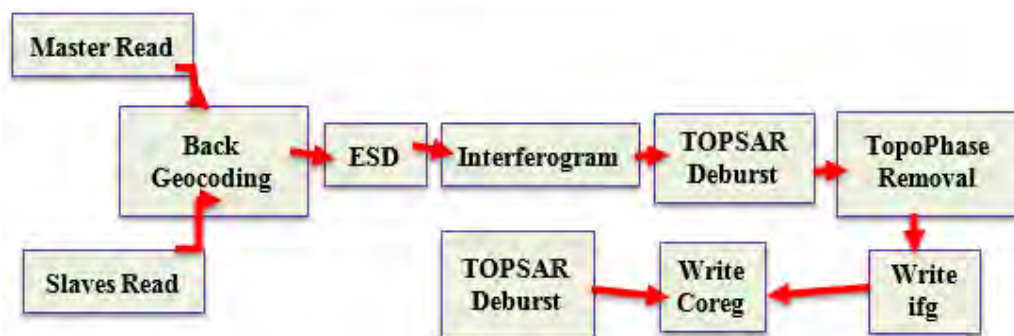 Master Read
Back
Geocoding
Slaves Read
ESD
Interferogram
TOPSAR
Deburst
TopoPhase
Removal
TOPSAR
Deburst
Write
Coreg
Write
ifg